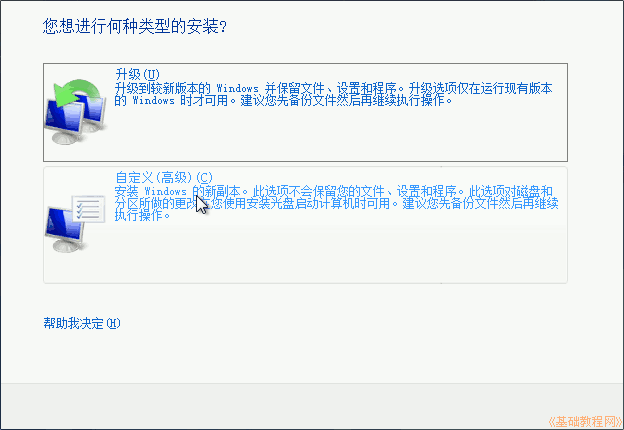 您想进行何种类型的安装?
升级(U)
升级到较新版本的 Windows 并保留文件、设置和程序。升级选项仅在运行现有版本
的 Windows 时才可用。建议您先备份文件然后再继续执行操作。
自定义(高级)(C)
安装 Windows 的新副本。此选项不会保留您的文件、设置和程序。此选项对磁盘和
分区所做的更改 您使用安装光盘启动计算机时可用。建议您先备份文件然后再继续
执行操作。
帮助我决定(H)
《基础教程网》